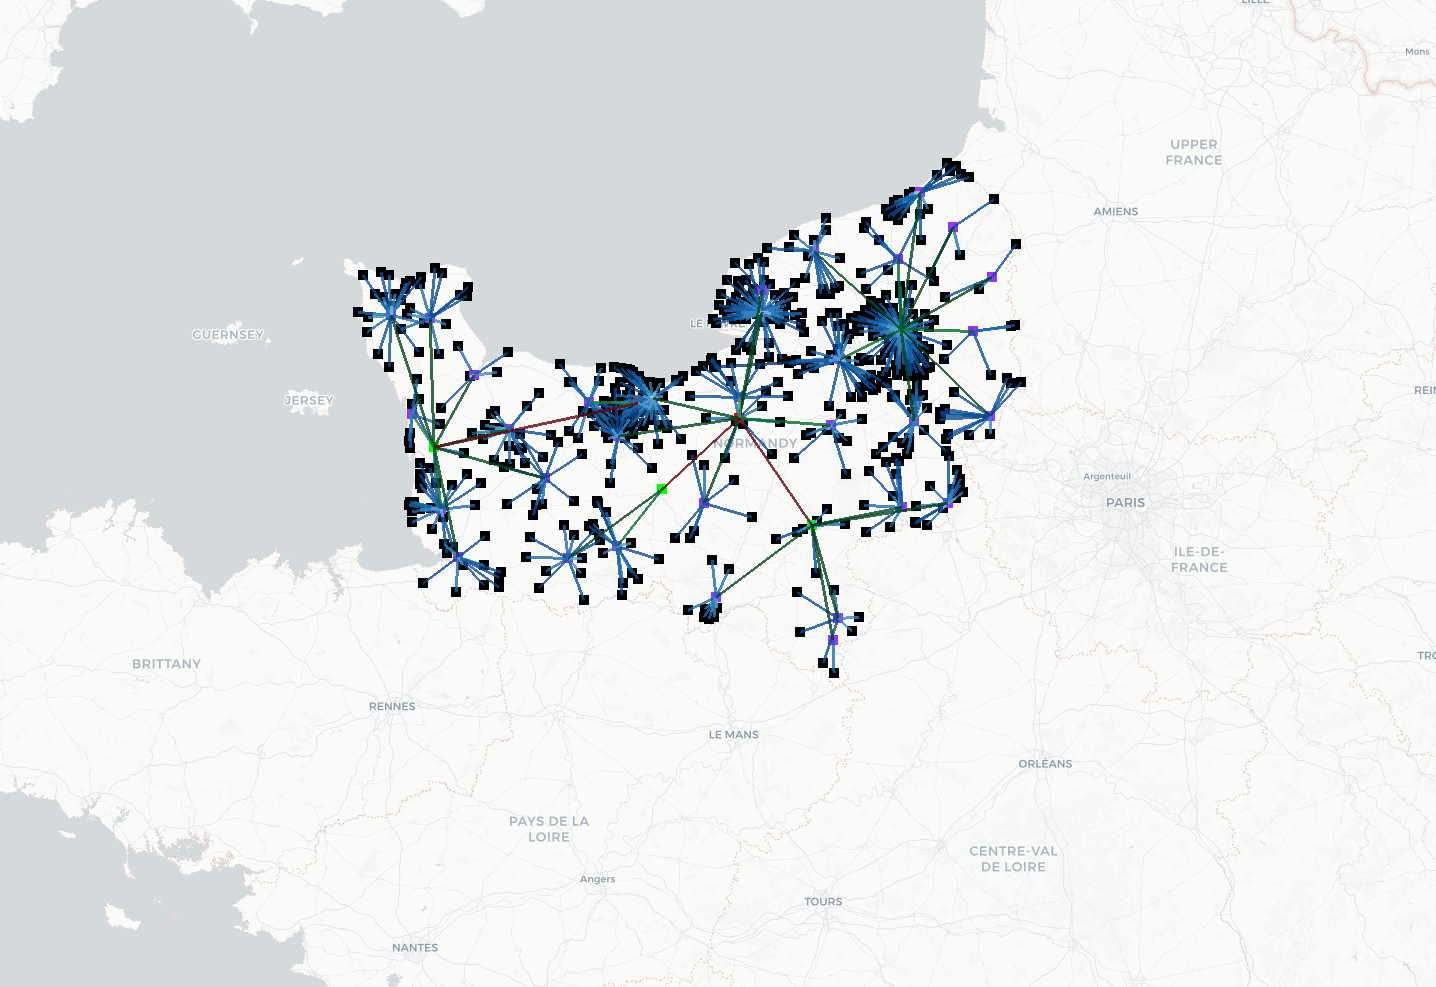 LILLE
Mons
UPPER
FRANCE
AMIENS
LE HAVRE
GUERNSEY
REIN
JERSEY
NORMANDY
Argenteuil
PARIS
ILE-DE-
FRANCE
BRITTANY
TRO
RENNES
LE MANS
ORLÉANS
PAYS DE LA
LOIRE
CENTRE-VAL
DE LOIRE
Angers
TOURS
NANTES